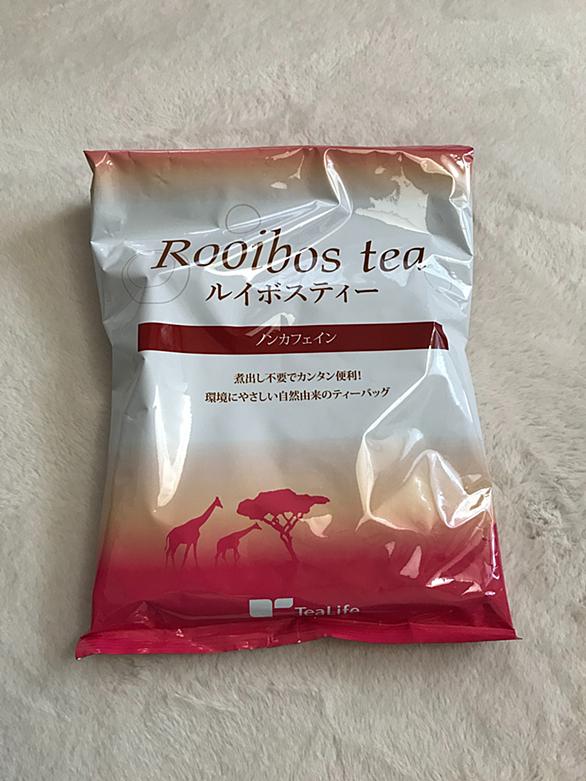 Rooibos tea
ルイボスティー
ノンカフェイン
煮出し不要でカンタン便利!
環境にやさしい自然由来のティーバッグ
TeaLife